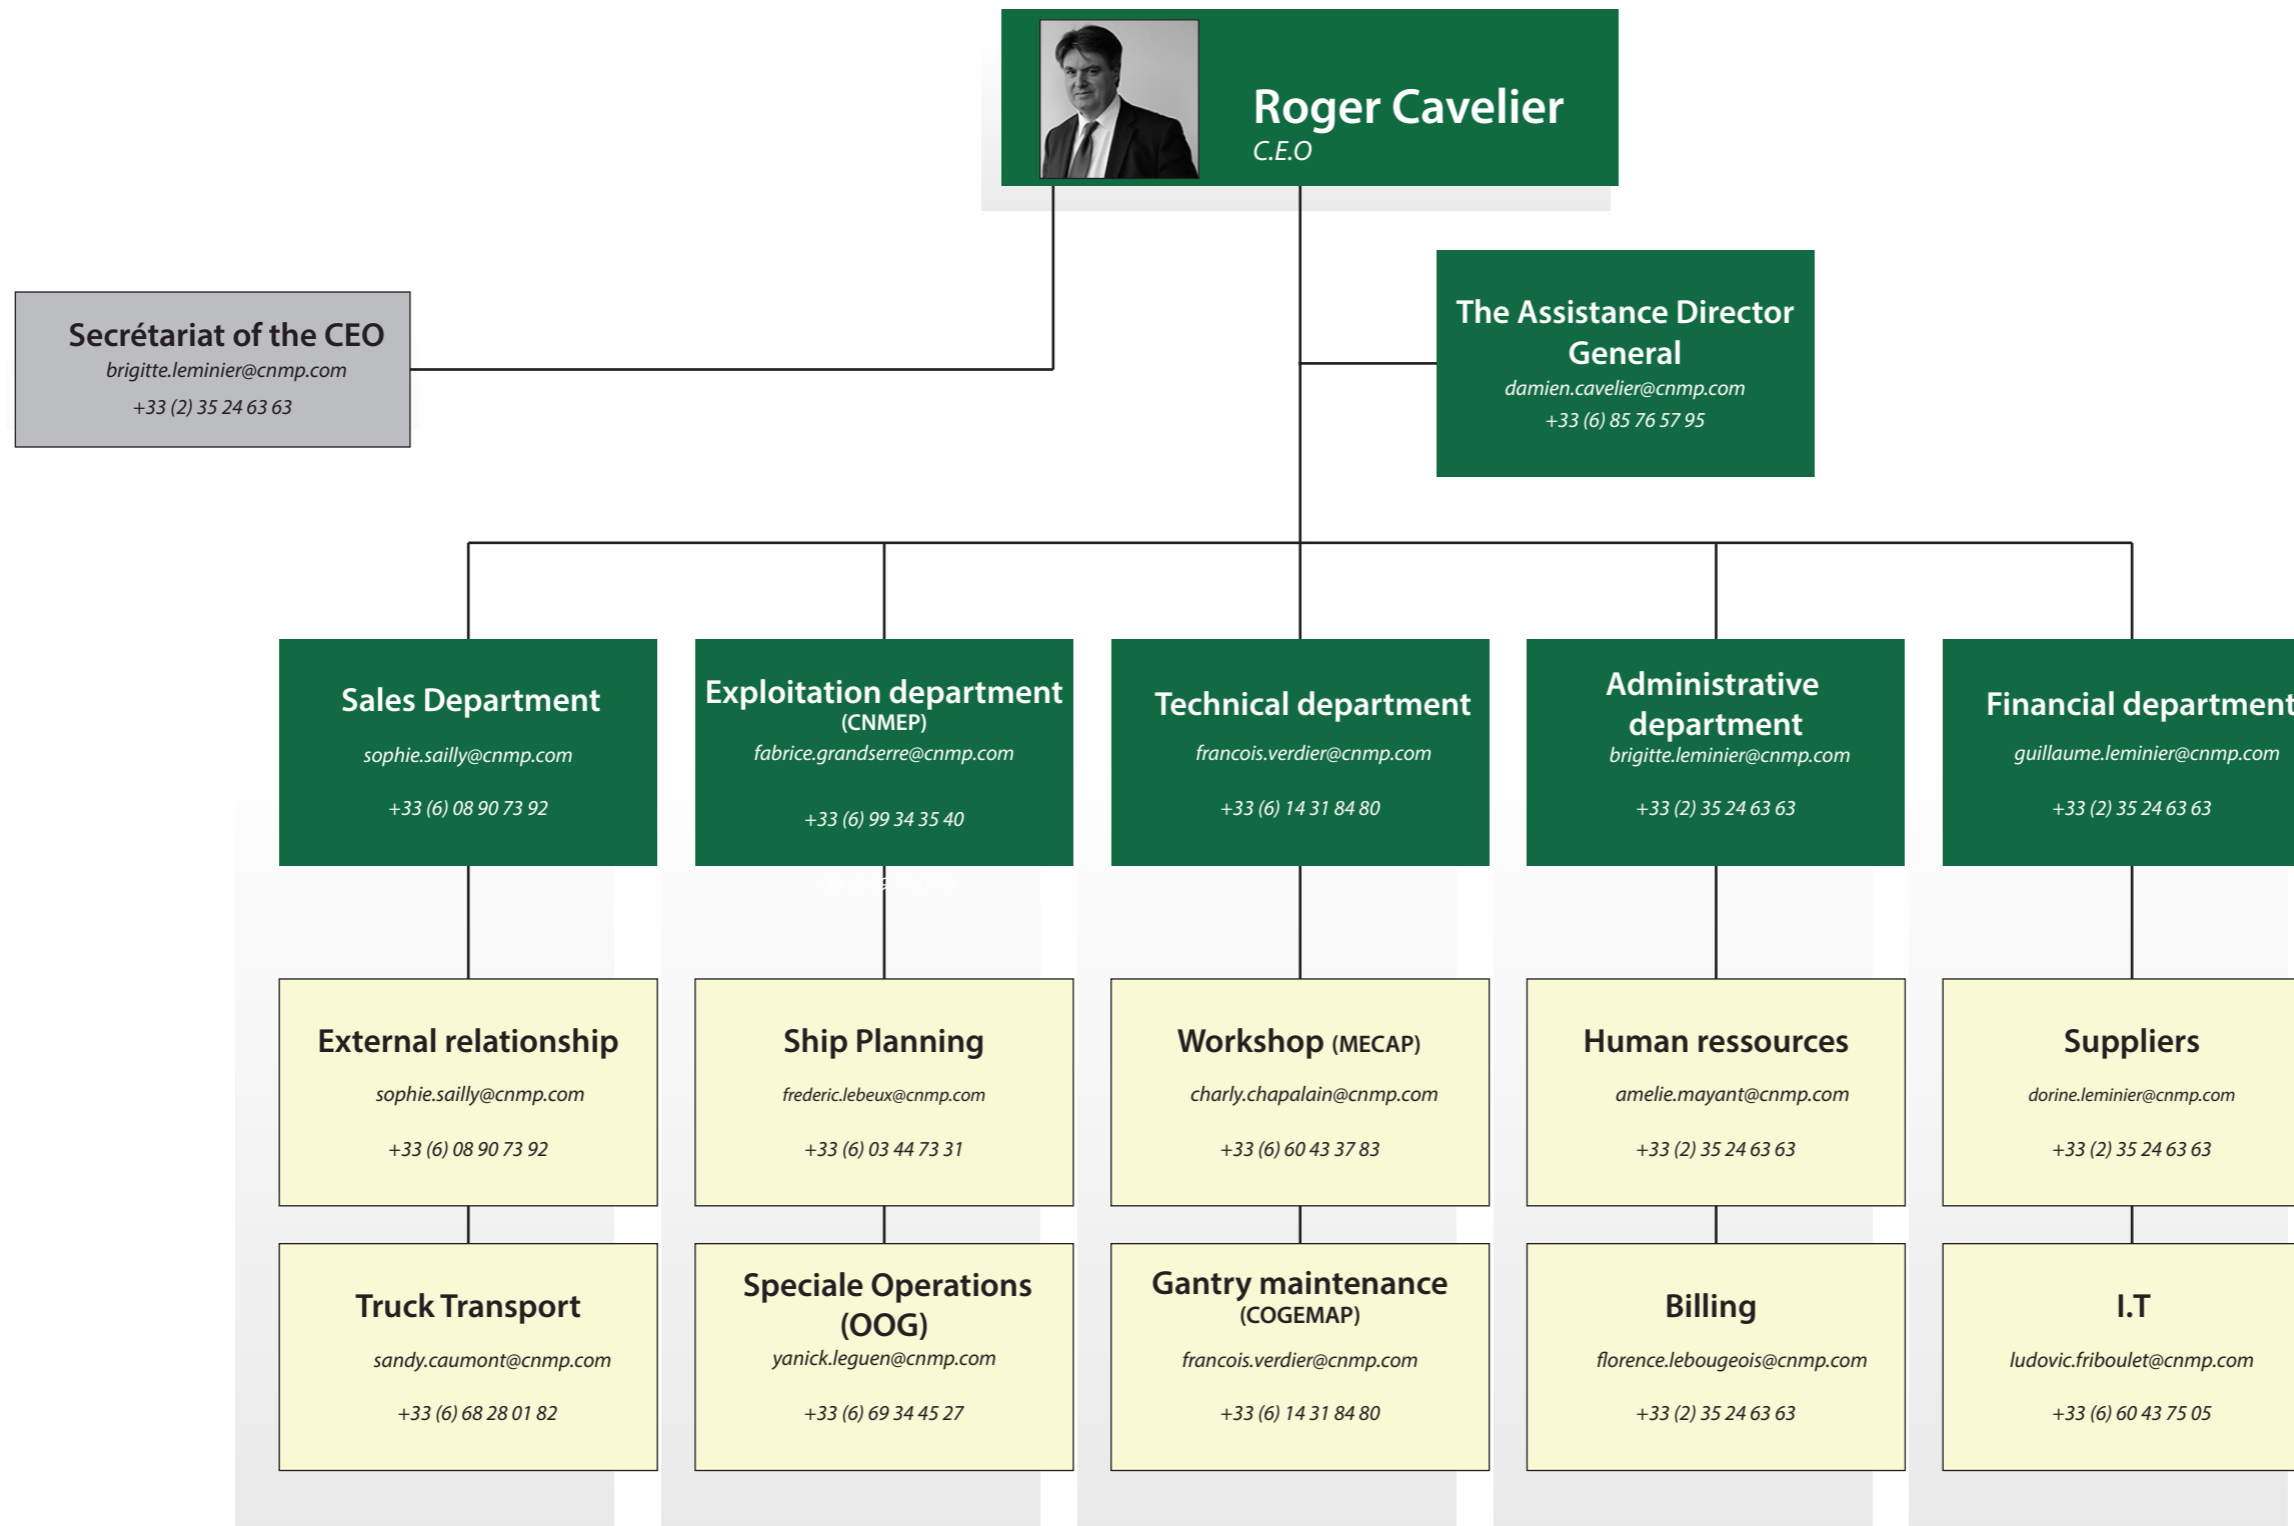 Roger Cavelier
C.E.O
Secrétariat of the CEO
brigitte.leminier@cnmp.com
+33 (2) 35 24 63 63
The Assistance Director
General
damien.cavelier@cnmp.com
+33 (6) 85 76 57 95
Sales Department
sophie.sailly@cnmp.com
+33 (6) 08 90 73 92
Exploitation department
(CNMEP)
fabrice.grandserre@cnmp.com
+33 (6) 99 34 35 40
Technical department
francois.verdier@cnmp.com
+33 (6) 14 31 84 80
Administrative
department
brigitte.leminier@cnmp.com
+33 (2) 35 24 63 63
Financial department
guillaume.leminier@cnmp.com
+33 (2) 35 24 63 63
External relationship
sophie.sailly@cnmp.com
+33 (6) 08 90 73 92
Ship Planning
frederic.lebeux@cnmp.com
+33 (6) 03 44 73 31
Workshop (MECAP)
charly.chapalain@cnmp.com
+33 (6) 60 43 37 83
Human ressources
amelie.mayant@cnmp.com
+33 (2) 35 24 63 63
Suppliers
dorine.leminier@cnmp.com
+33 (2) 35 24 63 63
Truck Transport
sandy.caumont@cnmp.com
+33 (6) 68 28 01 82
Speciale Operations
(OOG)
yanick.leguen@cnmp.com
+33 (6) 69 34 45 27
Gantry maintenance
(COGEMAP)
francois.verdier@cnmp.com
+33 (6) 14 31 84 80
Billing
florence.lebougeois@cnmp.com
+33 (2) 35 24 63 63
I.T
ludovic.friboulet@cnmp.com
+33 (6) 60 43 75 05